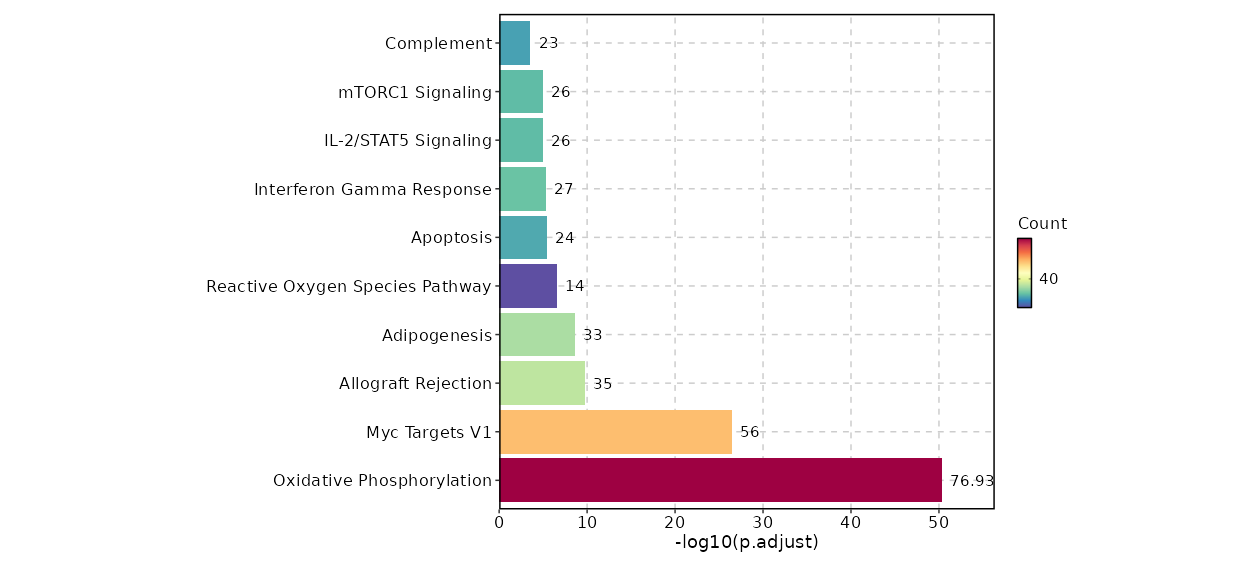 Complement 23
mTORC1 Signaling 26
IL-2/STAT5 Signaling 26
Interferon Gamma Response 27
Apoptosis 24
Reactive Oxygen Species Pathway 14
Adipogenesis 33
Allograft Rejection 35
Myc Targets V1 56
Oxidative Phosphorylation 76.93
0 10 20 30 40 50
-log10(p.adjust)
Count
40